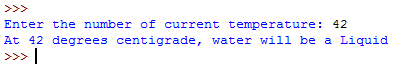 >>>
Enter the number of current temperature: 42
At 42 degrees centigrade, water will be a Liquid
>>>